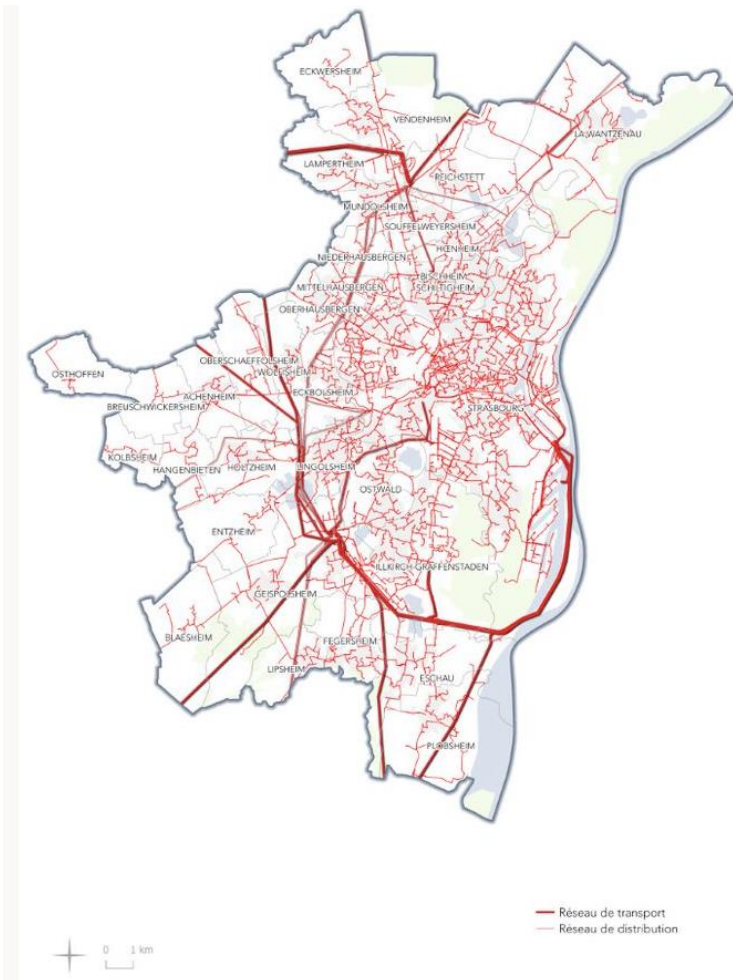 ECKWERSHEIM
VENDENHEIM
LA WANTZENAU
LAMPERTHEIM
REICHSTETT
MUNDOLSHEIM
SOUFFELWEYERSHEIM
HŒNHEIM
NIEDERHAUSBERGEN
BISCHHEIM
MITTELHAUSBERGEN
SCHILTIGHEIM
OBERHAUSBERGEN
OBERSCHAEFFOLSHEIM
WOLFISHEIM
OSTHOFFEN
ECKBOLSHEIM
ACHENHEIM
BREUSCHWICKERSHEIM
STRASBOURG
KOLBSHEIM
HANGENBIETEN
HOLTZHEIM
LINGOLSHEIM
OSTWALD
ENTZHEIM
ILLKIRCH-GRAFFENSTADEN
GEISPOLSHEIM
BLAESHEIM
FEGERSHEIM
LIPSHEIM
ESCHAU
PLOBSHEIM
Réseau de transport
Réseau de distribution
0 1 km